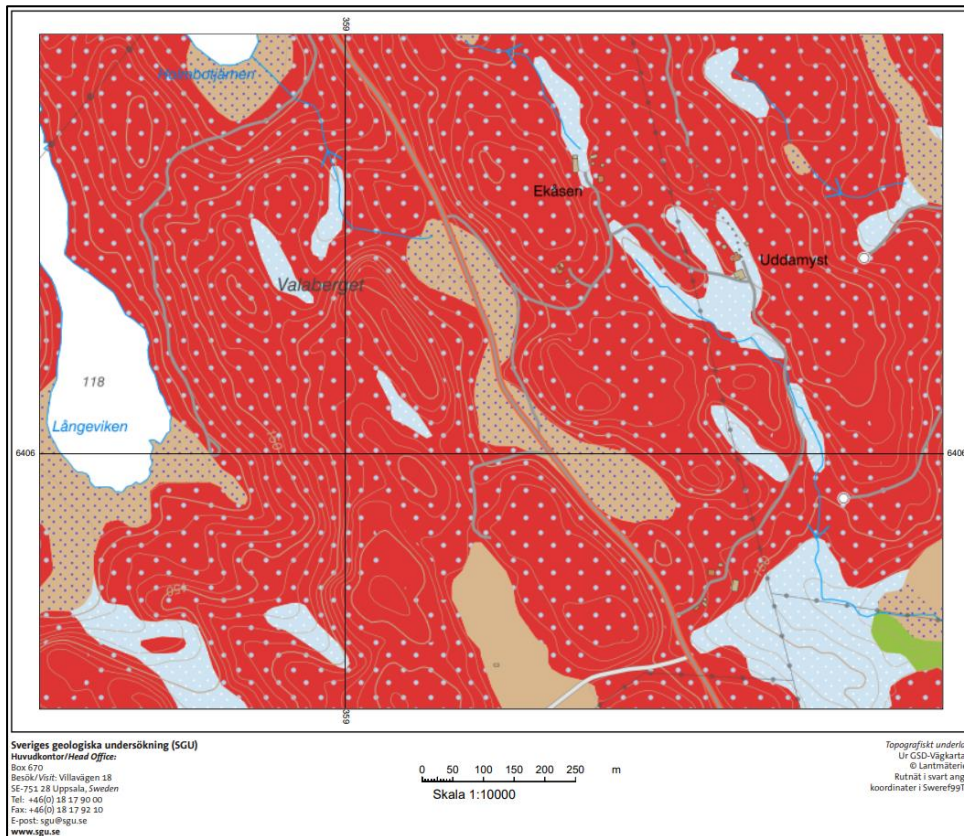 359
Holmbotjärnen
Ekåsen
Uddamyst
Valaberget
118
Långeviken
6406
6406
150
359
Sveriges geologiska undersökning (SGU)
Huvudkontor/Head Office:
Box 670
Besök/Visit: Villavägen 18
SE-751 28 Uppsala, Sweden
Tel: +46(0) 18 17 90 00
Fax: +46(0) 18 17 92 10
E-post: sgu@sgu.se
www.sgu.se
0 50 100 150 200 250 m
Skala 1:10000
Topografiskt underla
Ur GSD-Vägkarta
© Lantmäterie
Rutnät i svart ang
koordinater i Sweref99T